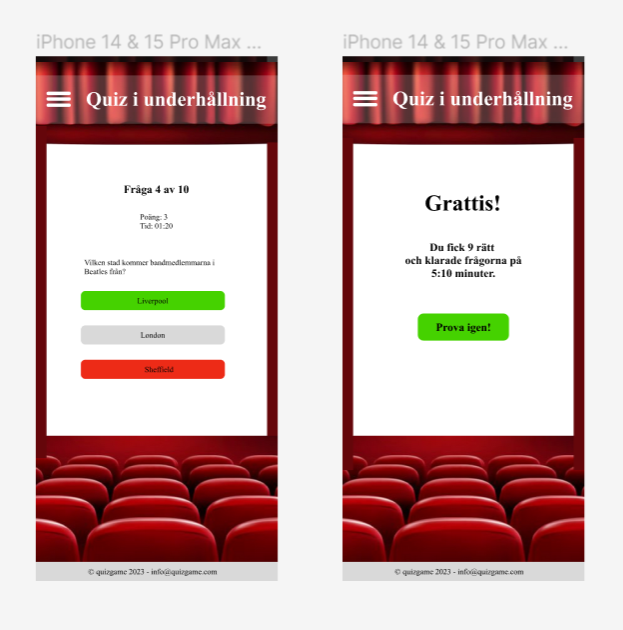 iPhone 14 & 15 Pro Max ...
Quiz i underhållning
Fråga 4 av 10
Poäng: 3
Tid: 01:20
Vilken stad kommer bandmedlemmarna i
Beatles från?
Liverpool
London
Sheffield
© quizgame 2023 - info@quizgame.com
iPhone 14 & 15 Pro Max ...
Quiz i underhållning
Grattis!
Du fick 9 rätt
och klarade frågorna på
5:10 minuter.
Prova igen!
© quizgame 2023 - info@quizgame.com